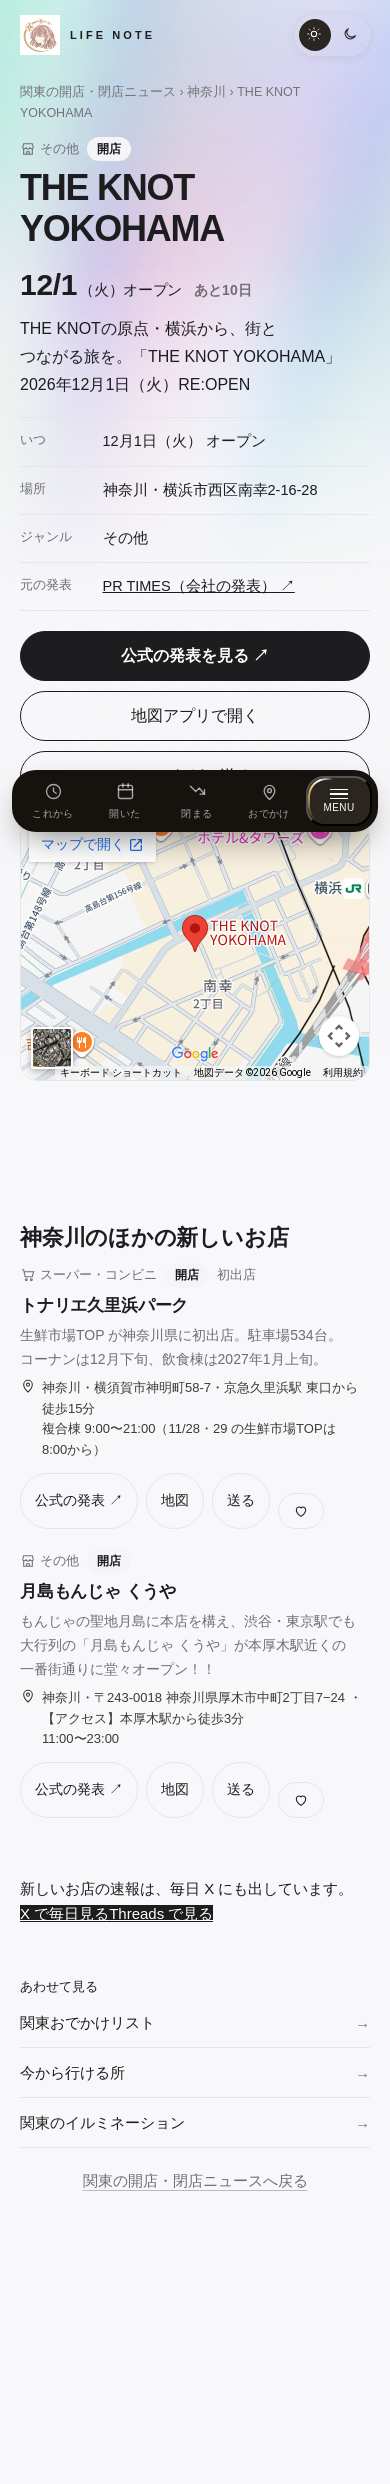 LIFE NOTE
関東の開店・閉店ニュース › 神奈川 › THE KNOT
YOKOHAMA
その他 開店
THE KNOT
YOKOHAMA
12/1（火）オープン あと10日
THE KNOTの原点・横浜から、街と
つながる旅を。「THE KNOT YOKOHAMA」
2026年12月1日（火）RE:OPEN
いつ 12月1日（火） オープン
場所 神奈川・横浜市西区南幸2-16-28
ジャンル その他
元の発表 PR TIMES（会社の発表） ↗
公式の発表を見る ↗
地図アプリで開く
これから 開いた 閉まる おでかけ MENU
ホテル&タワーズ
マップで開く
2丁目
高島台第156号線
高島台第148号線
横浜 JR
THE KNOT
YOKOHAMA
南幸
2丁目
Google
キーボード ショートカット 地図データ ©2026 Google 利用規約
神奈川のほかの新しいお店
スーパー・コンビニ 開店 初出店
トナリエ久里浜パーク
生鮮市場TOP が神奈川県に初出店。駐車場534台。
コーナンは12月下旬、飲食棟は2027年1月上旬。
神奈川・横須賀市神明町58-7・京急久里浜駅 東口から
徒歩15分
複合棟 9:00〜21:00（11/28・29 の生鮮市場TOPは
8:00から）
公式の発表 ↗ 地図 送る
その他 開店
月島もんじゃ くうや
もんじゃの聖地月島に本店を構え、渋谷・東京駅でも
大行列の「月島もんじゃ くうや」が本厚木駅近くの
一番街通りに堂々オープン！！
神奈川・〒243-0018 神奈川県厚木市中町2丁目7−24 ・
【アクセス】本厚木駅から徒歩3分
11:00〜23:00
公式の発表 ↗ 地図 送る
新しいお店の速報は、毎日 X にも出しています。
X で毎日見るThreads で見る
あわせて見る
関東おでかけリスト →
今から行ける所 →
関東のイルミネーション →
関東の開店・閉店ニュースへ戻る